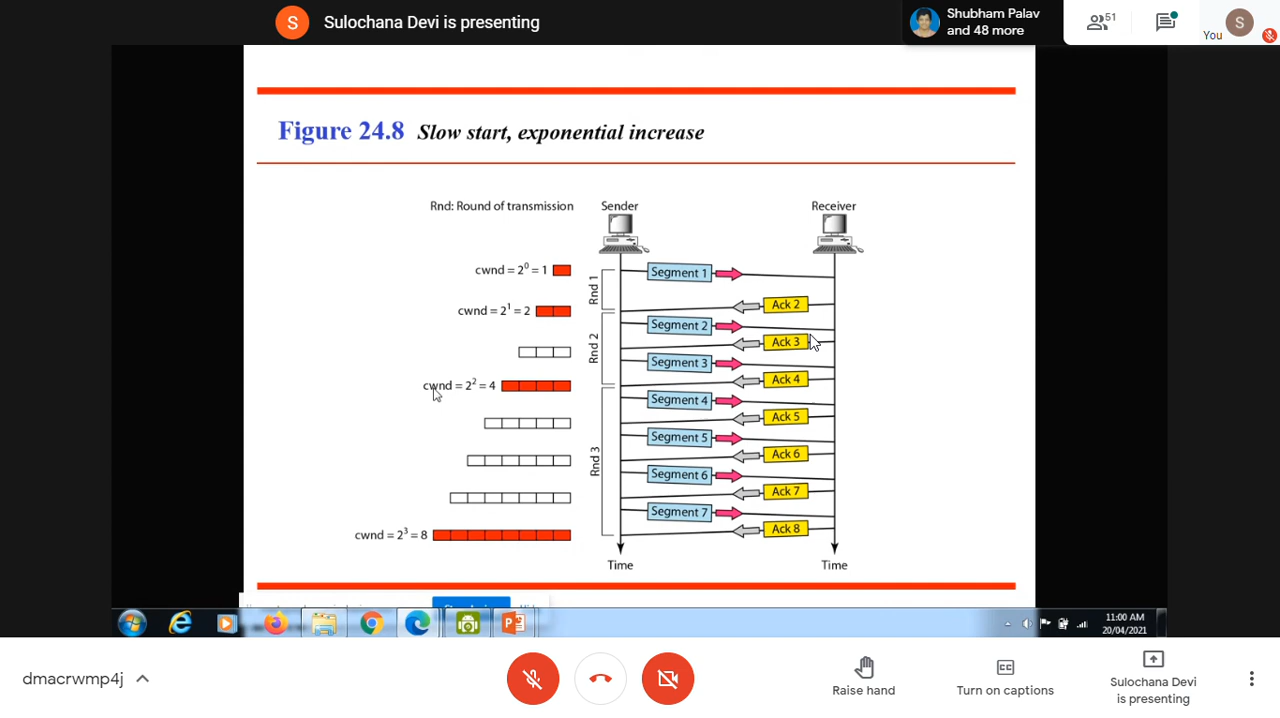 S
Sulochana Devi is presenting
Shubham Palav
and 48 more
51
You
S
Figure 24.8 Slow start, exponential increase
Rnd: Round of transmission
Sender
Receiver
cwnd = 2⁰ = 1
Rnd 1
Segment 1
Ack 2
cwnd = 2¹ = 2
Rnd 2
Segment 2
Ack 3
Segment 3
Ack 4
cwnd = 2² = 4
Rnd 3
Segment 4
Ack 5
Segment 5
Ack 6
Segment 6
Ack 7
Segment 7
Ack 8
cwnd = 2³ = 8
Time
Time
11:00 AM
20/04/2021
dmacrwmp4j
Raise hand
Turn on captions
Sulochana Devi
is presenting